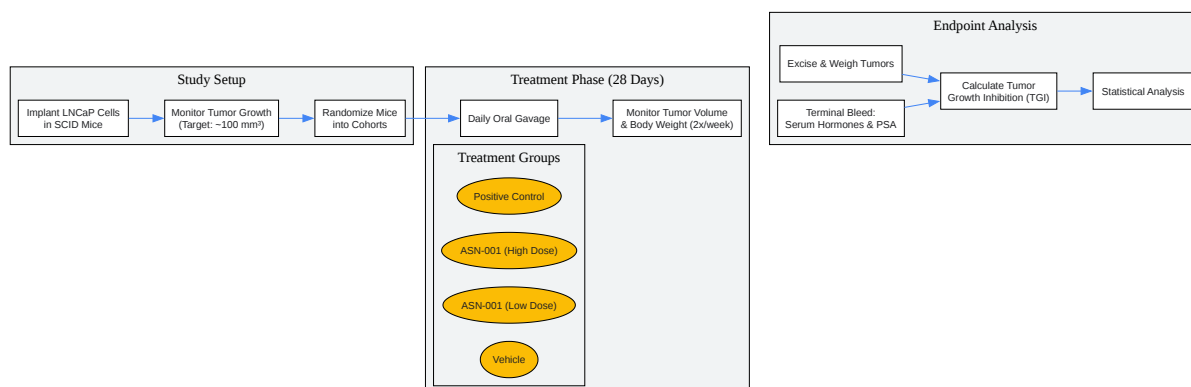 Study Setup
Implant LNCaP Cells
in SCID Mice
Monitor Tumor Growth
(Target: ~100 mm³)
Randomize Mice
into Cohorts
Treatment Phase (28 Days)
Daily Oral Gavage
Monitor Tumor Volume
& Body Weight (2x/week)
Treatment Groups
Positive Control
ASN-001 (High Dose)
ASN-001 (Low Dose)
Vehicle
Endpoint Analysis
Excise & Weigh Tumors
Terminal Bleed:
Serum Hormones & PSA
Calculate Tumor
Growth Inhibition (TGI)
Statistical Analysis